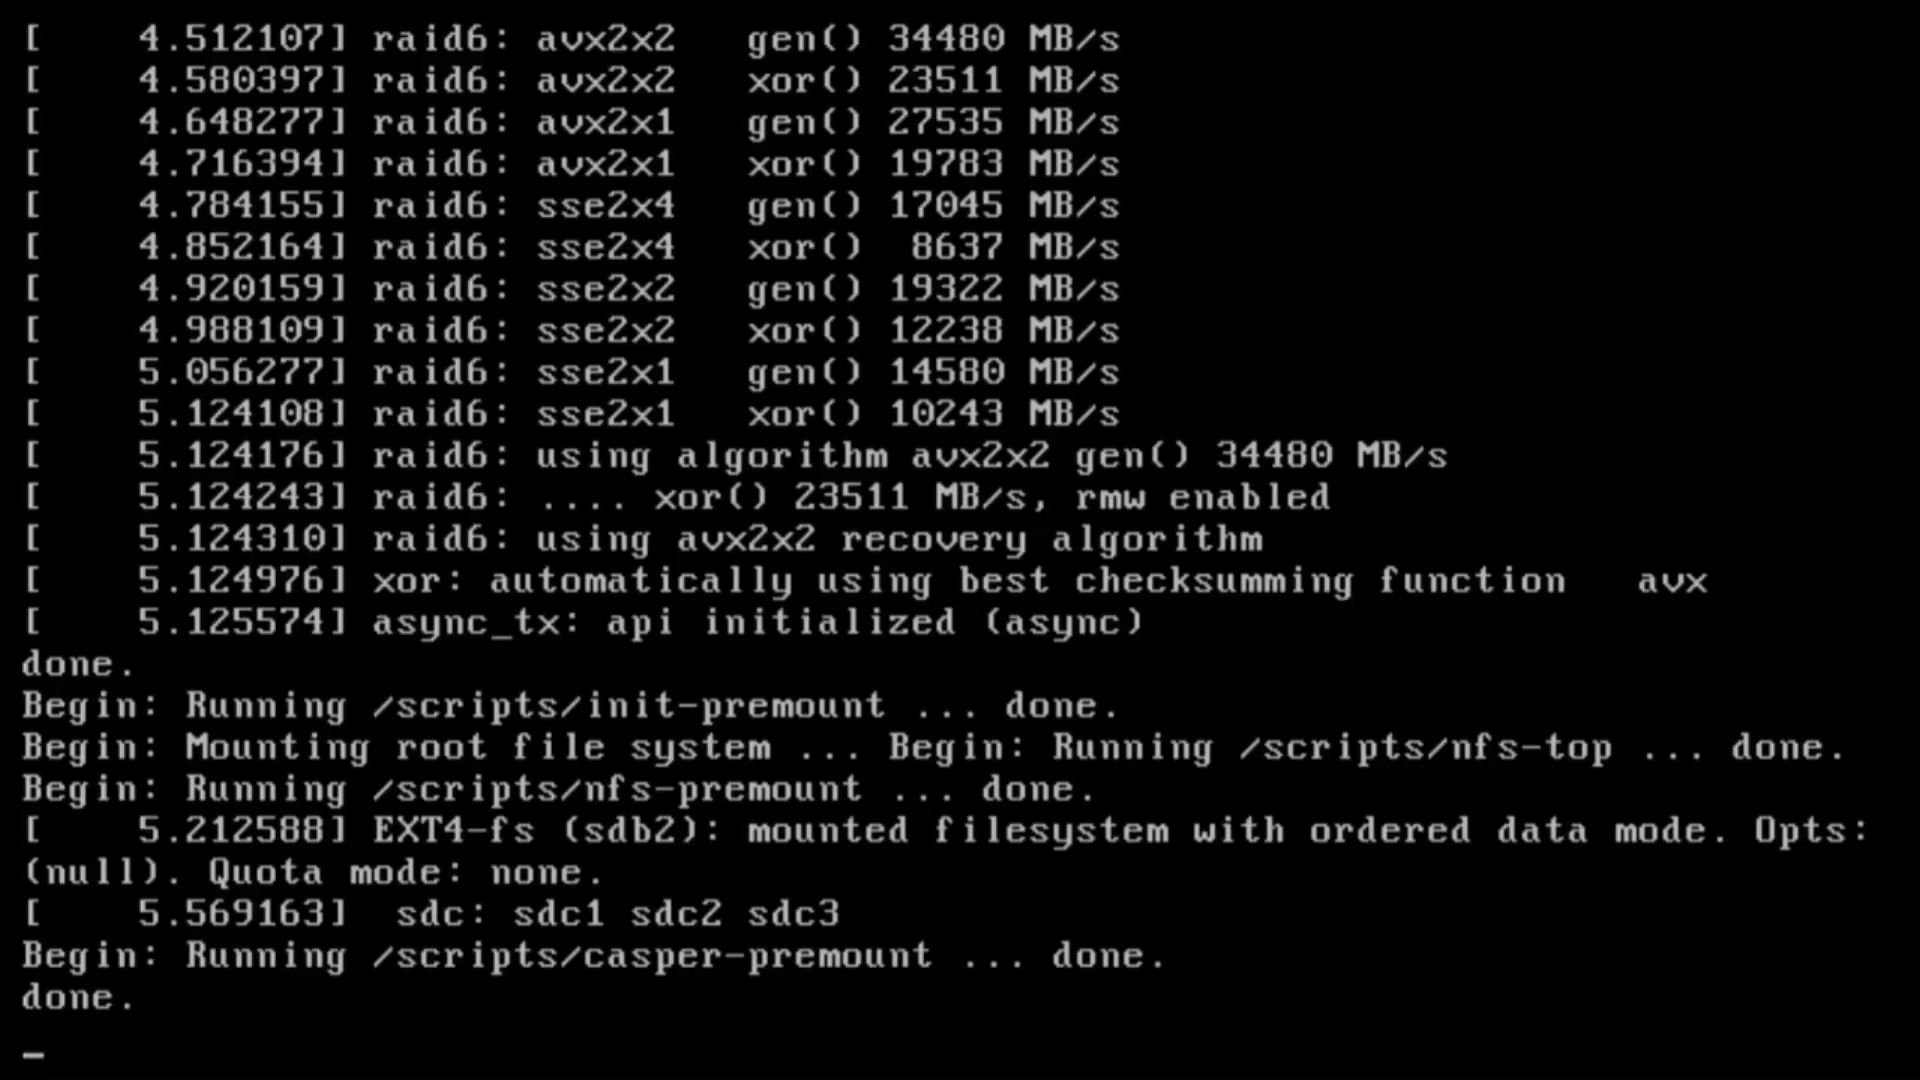 [    4.512107] raid6: avx2x2   gen() 34480 MB/s
[    4.580397] raid6: avx2x2   xor() 23511 MB/s
[    4.648277] raid6: avx2x1   gen() 27535 MB/s
[    4.716394] raid6: avx2x1   xor() 19783 MB/s
[    4.784155] raid6: sse2x4   gen() 17045 MB/s
[    4.852164] raid6: sse2x4   xor()  8637 MB/s
[    4.920159] raid6: sse2x2   gen() 19322 MB/s
[    4.988109] raid6: sse2x2   xor() 12238 MB/s
[    5.056277] raid6: sse2x1   gen() 14580 MB/s
[    5.124108] raid6: sse2x1   xor() 10243 MB/s
[    5.124176] raid6: using algorithm avx2x2 gen() 34480 MB/s
[    5.124243] raid6: .... xor() 23511 MB/s, rmw enabled
[    5.124310] raid6: using avx2x2 recovery algorithm
[    5.124976] xor: automatically using best checksumming function   avx
[    5.125574] async_tx: api initialized (async)
done.
Begin: Running /scripts/init-premount ... done.
Begin: Mounting root file system ... Begin: Running /scripts/nfs-top ... done.
Begin: Running /scripts/nfs-premount ... done.
[    5.212588] EXT4-fs (sdb2): mounted filesystem with ordered data mode. Opts:
(null). Quota mode: none.
[    5.569163]  sdc: sdc1 sdc2 sdc3
Begin: Running /scripts/casper-premount ... done.
done.
_